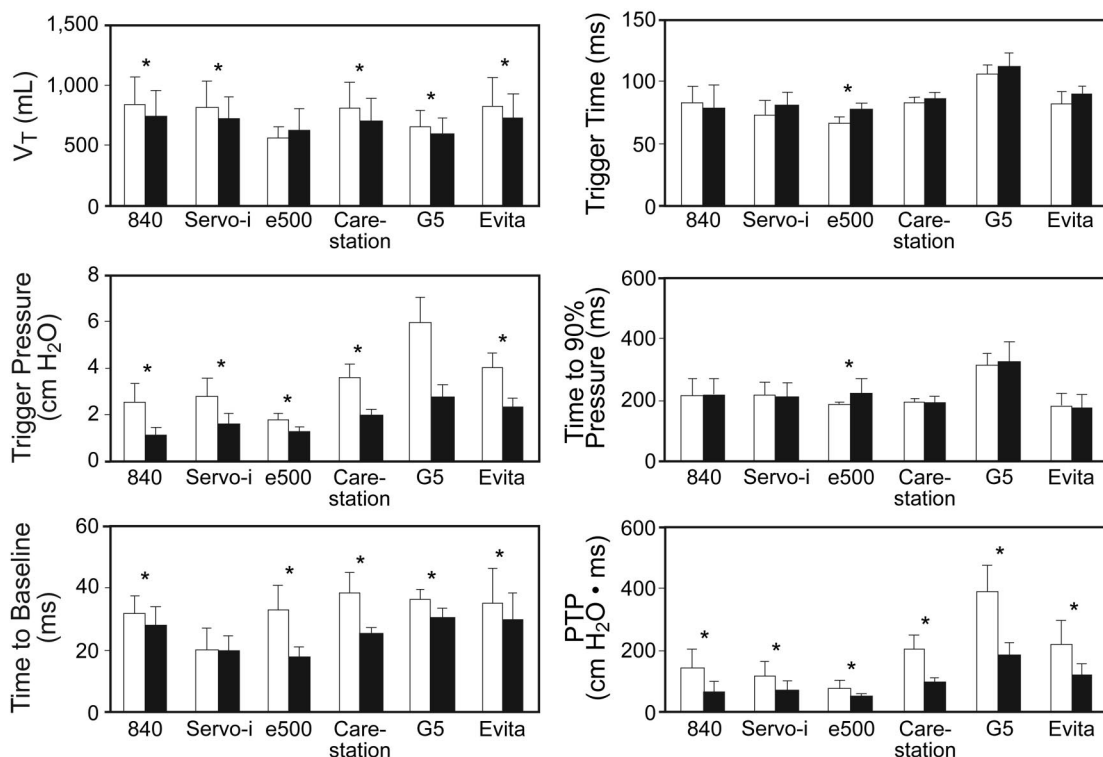 1,500
1,000
500
0
V_T (mL)
* * * * *
840 Servo-i e500 Care-station G5 Evita
150
100
50
0
Trigger Time (ms)
*
840 Servo-i e500 Care-station G5 Evita
8
6
4
2
0
Trigger Pressure (cm H₂O)
* * * * *
840 Servo-i e500 Care-station G5 Evita
600
400
200
0
Time to 90% Pressure (ms)
*
840 Servo-i e500 Care-station G5 Evita
60
40
20
0
Time to Baseline (ms)
* * * * *
840 Servo-i e500 Care-station G5 Evita
600
400
200
0
PTP (cm H₂O • ms)
* * * * * *
840 Servo-i e500 Care-station G5 Evita